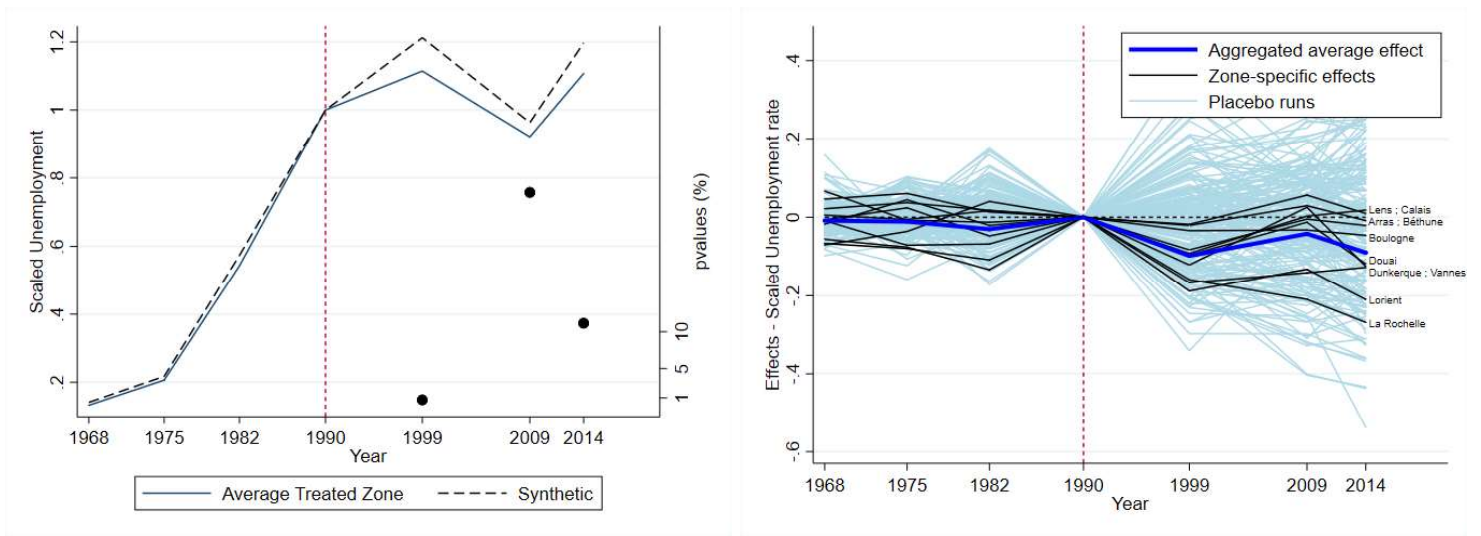 Scaled Unemployment
1.2
1
.8
.6
.4
.2
pvalues (%)
10
5
1
1968 1975 1982 1990 1999 2009 2014
Year
Average Treated Zone Synthetic
Effects - Scaled Unemployment rate
.4
.2
0
-.2
-.4
-.6
Aggregated average effect
Zone-specific effects
Placebo runs
Lens ; Calais
Arras ; Béthune
Boulogne
Douai
Dunkerque ; Vannes
Lorient
La Rochelle
1968 1975 1982 1990 1999 2009 2014
Year